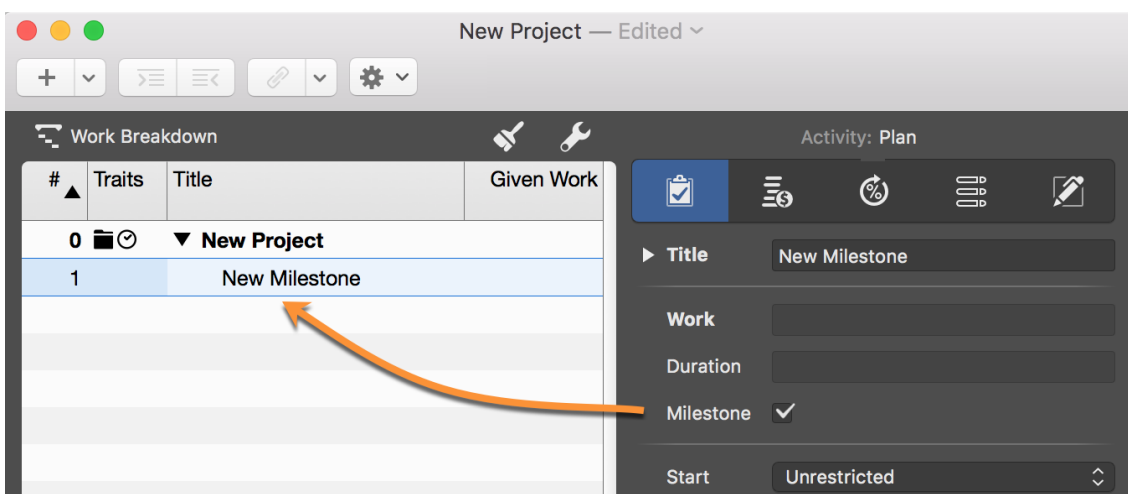 New Project — Edited
Work Breakdown
Activity: Plan
# Traits Title Given Work
0 New Project
1 New Milestone
Title New Milestone
Work
Duration
Milestone
Start Unrestricted